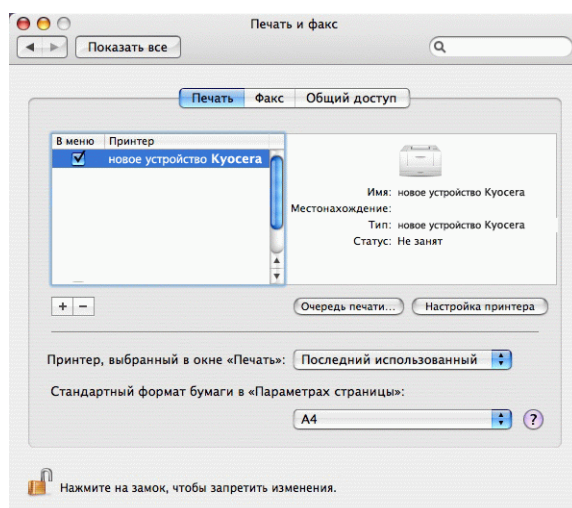 Печать и факс
Показать все
Печать Факс Общий доступ
В меню Принтер
новое устройство Kyocera
Имя: новое устройство Kyocera
Местонахождение:
Тип: новое устройство Kyocera
Статус: Не занят
+ −
Очередь печати... Настройка принтера
Принтер, выбранный в окне «Печать»: Последний использованный
Стандартный формат бумаги в «Параметрах страницы»:
A4 ?
Нажмите на замок, чтобы запретить изменения.